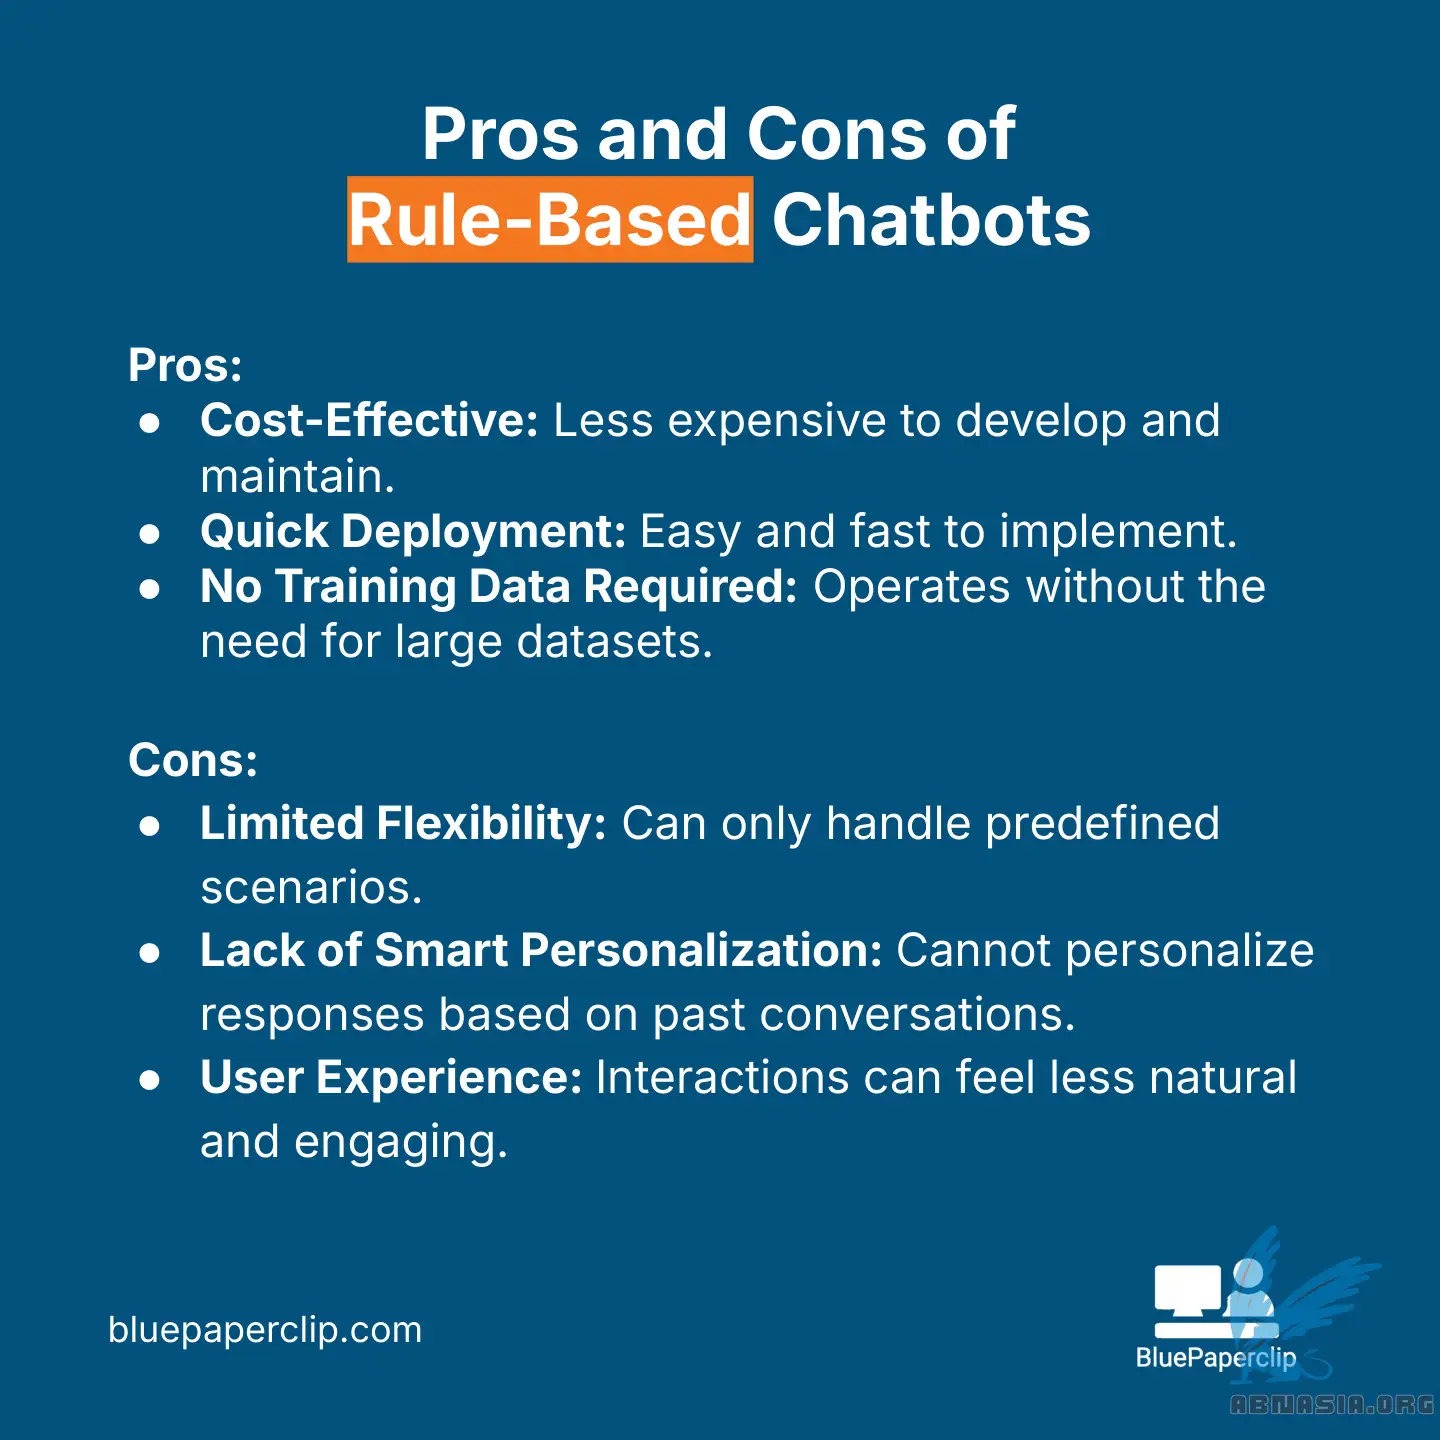 Pros and Cons of
Rule-Based Chatbots
Pros:
● Cost-Effective: Less expensive to develop and
maintain.
● Quick Deployment: Easy and fast to implement.
● No Training Data Required: Operates without the
need for large datasets.
Cons:
● Limited Flexibility: Can only handle predefined
scenarios.
● Lack of Smart Personalization: Cannot personalize
responses based on past conversations.
● User Experience: Interactions can feel less natural
and engaging.
bluepaperclip.com
BluePaperclip
ABNASIA.ORG